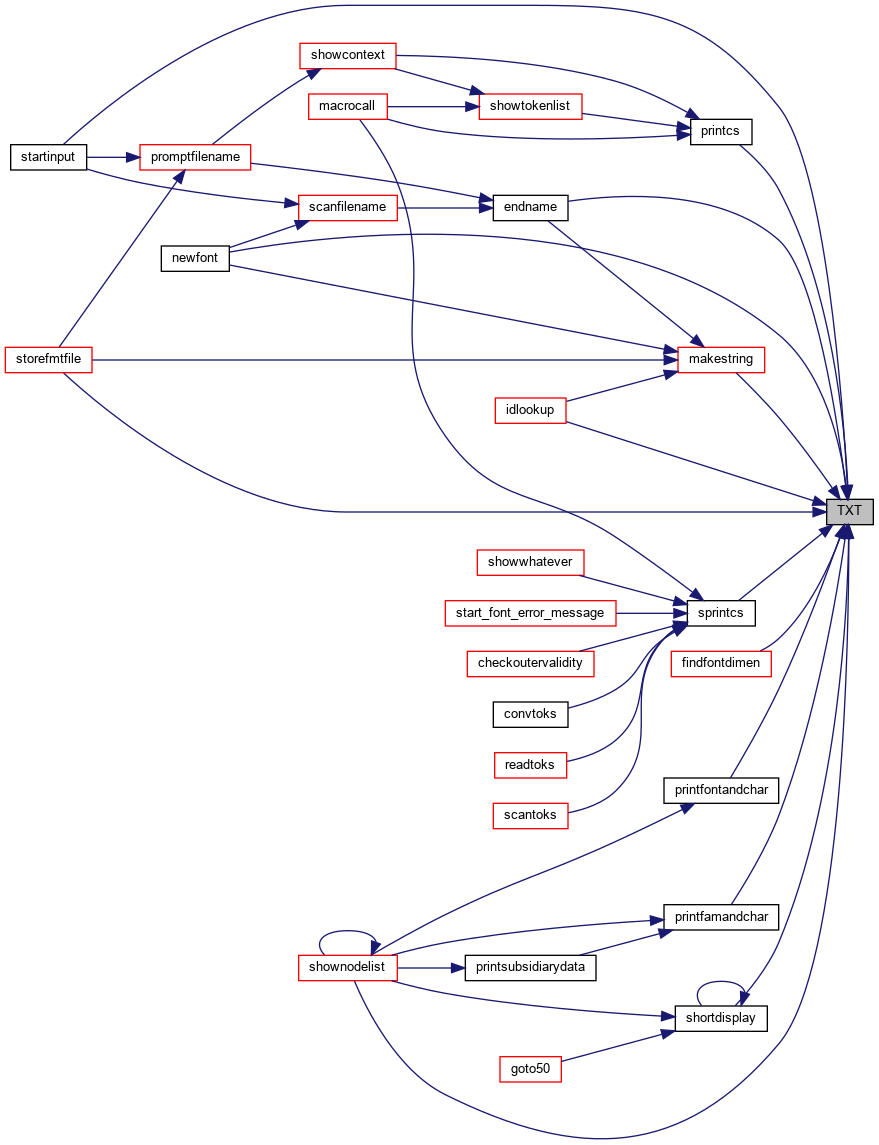 showcontext
macrocall
showtokenlist
printcs
startinput
promptfilename
scanfilename
endname
newfont
storefmtfile
makestring
idlookup
TXT
showwhatever
start_font_error_message
sprintcs
checkoutervalidity
findfontdimen
convtoks
readtoks
printfontandchar
scantoks
printfamandchar
shownodelist
printsubsidiarydata
shortdisplay
goto50